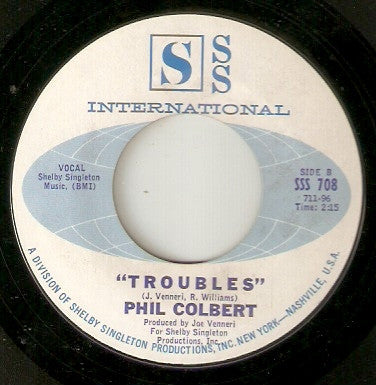 S S
S
INTERNATIONAL
VOCAL
Shelby Singleton
Music, (BMI)
SIDE B
SSS 708
711-96
Time: 2:15
"TROUBLES"
(J. Venneri, R. Williams)
PHIL COLBERT
Produced by Joe Venneri
For Shelby Singleton
Productions, Inc.
A DIVISION OF SHELBY SINGLETON PRODUCTIONS, INC. NEW YORK—NASHVILLE, U.S.A.